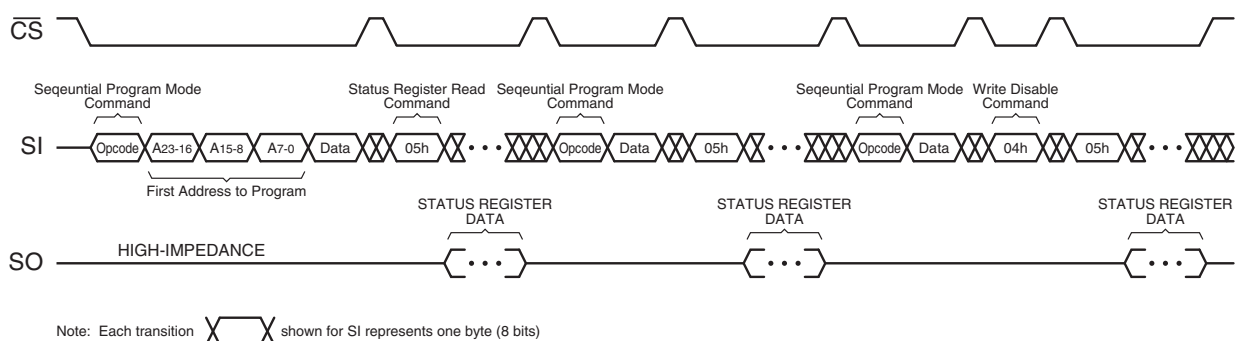 CS
Seqeuntial Program Mode
Command
Status Register Read
Command
Seqeuntial Program Mode
Command
Seqeuntial Program Mode
Command
Write Disable
Command
SI
Opcode A23-16 A15-8 A7-0 Data 05h Opcode Data 05h Opcode Data 04h 05h
First Address to Program
STATUS REGISTER
DATA
STATUS REGISTER
DATA
STATUS REGISTER
DATA
SO
HIGH-IMPEDANCE
Note: Each transition shown for SI represents one byte (8 bits)